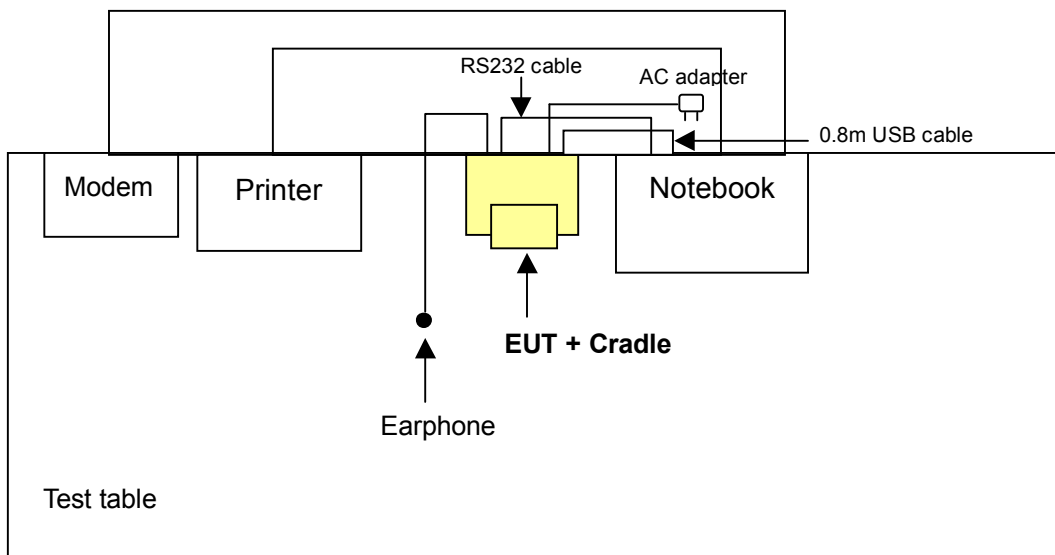 RS232 cable
AC adapter
0.8m USB cable
Modem
Printer
Notebook
EUT + Cradle
Earphone
Test table